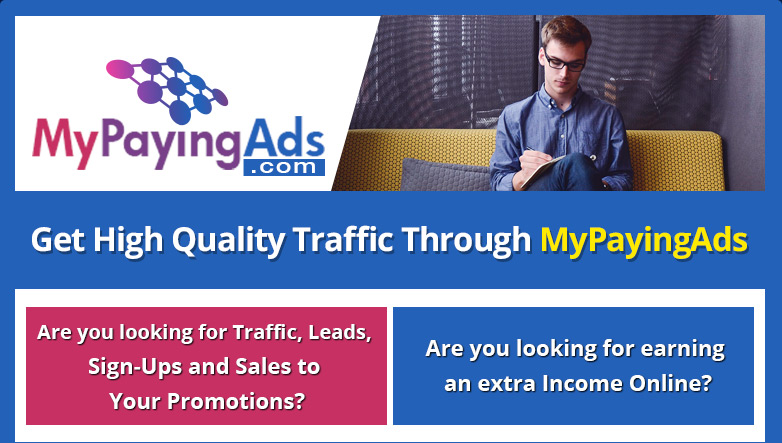 MyPayingAds
.com
Get High Quality Traffic Through MyPayingAds
Are you looking for Traffic, Leads,
Sign-Ups and Sales to
Your Promotions?
Are you looking for earning
an extra Income Online?